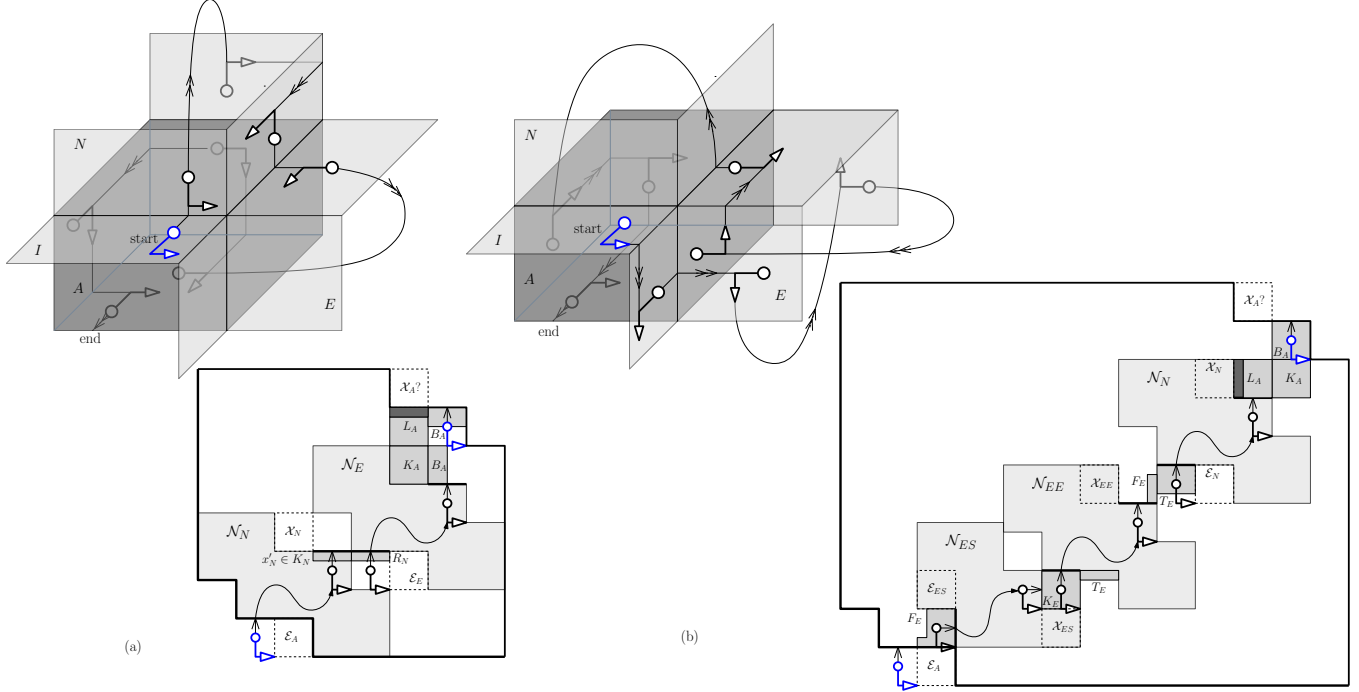 N
I
start
A
E
end
N
I
start
A
E
end
𝒳_A?
L_A
B_A
𝒩_E
K_A
B_A
𝒩_N
𝒳_N
x'_N ∈ K_N
R_N
ℰ_E
ℰ_A
(a)
(b)
𝒳_A?
B_A
𝒩_N
𝒳_N
L_A
K_A
𝒩_EE
𝒳_EE
F_E
ℰ_N
T_E
𝒩_ES
ℰ_ES
T_E
K_E
F_E
𝒳_ES
ℰ_A